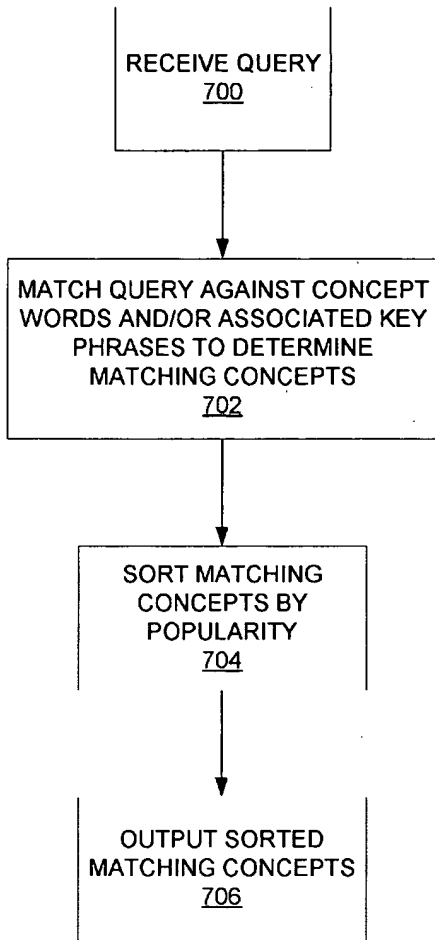 RECEIVE QUERY
700
MATCH QUERY AGAINST CONCEPT
WORDS AND/OR ASSOCIATED KEY
PHRASES TO DETERMINE
MATCHING CONCEPTS
702
SORT MATCHING
CONCEPTS BY
POPULARITY
704
OUTPUT SORTED
MATCHING CONCEPTS
706